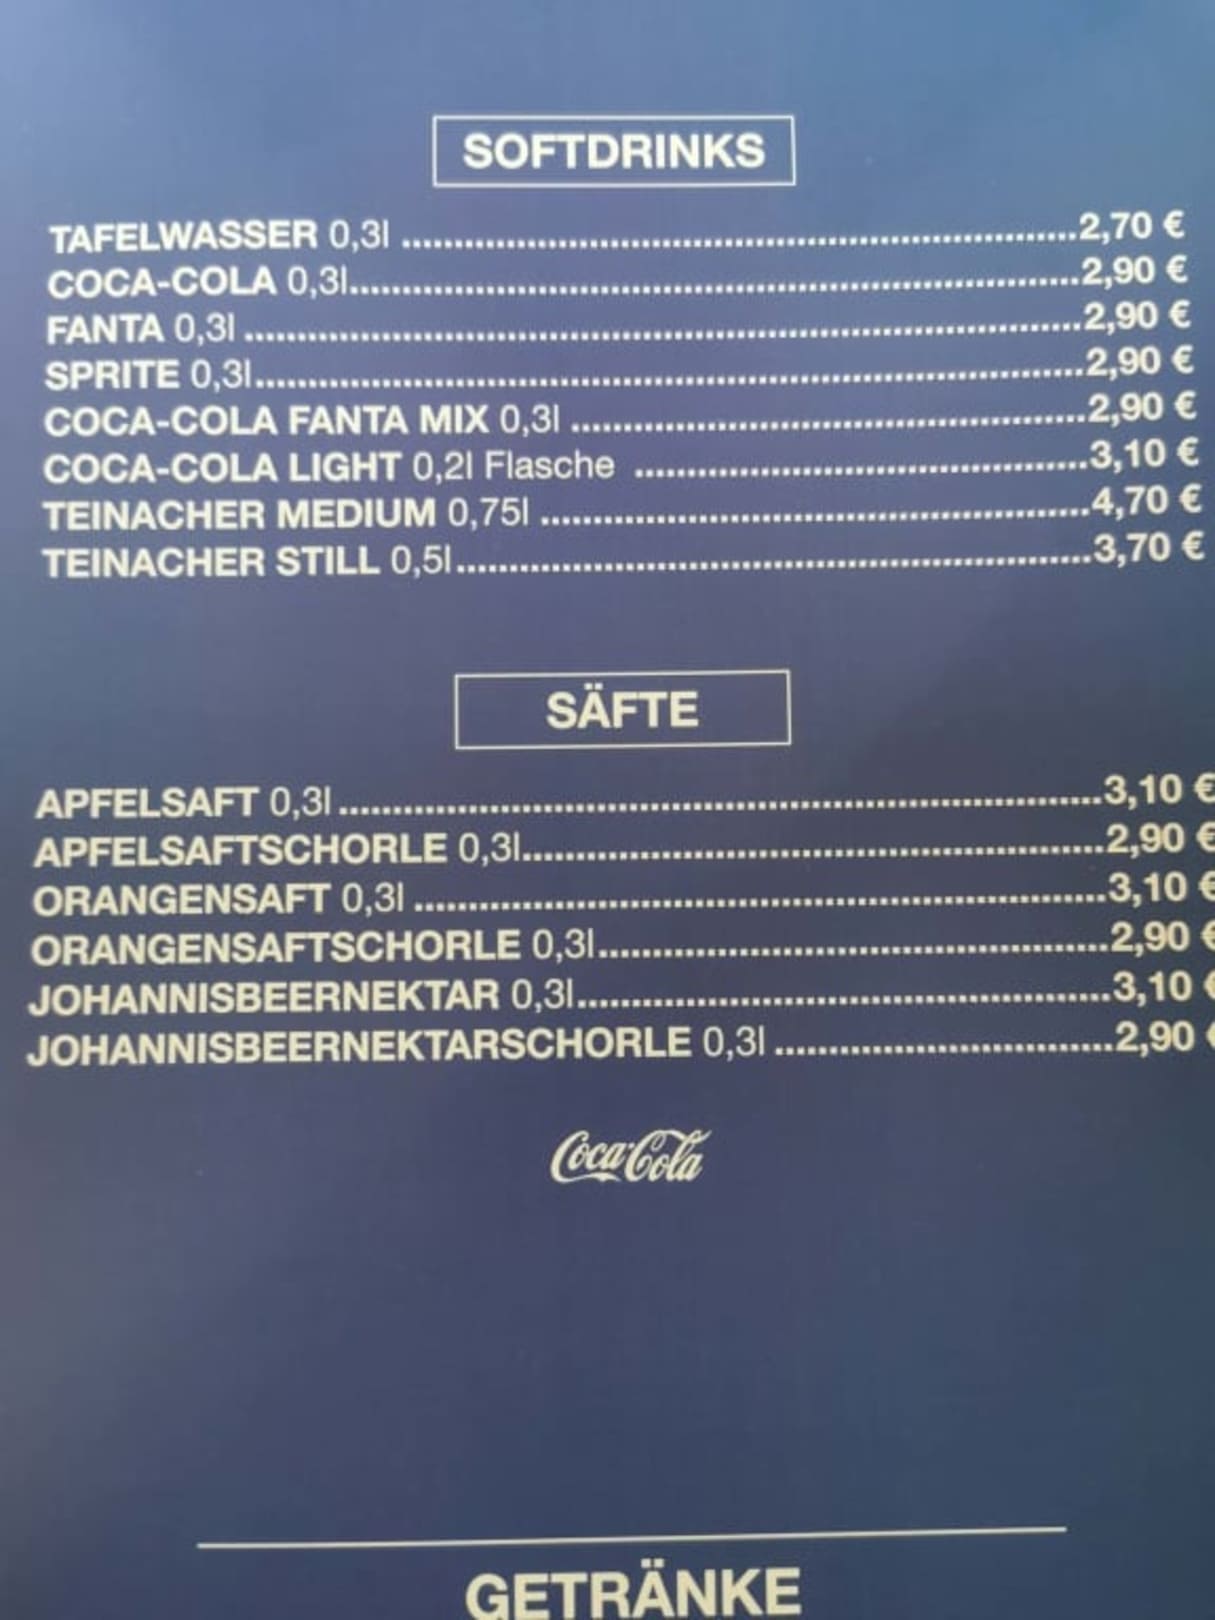 SOFTDRINKS
TAFELWASSER 0,3l ........................................ 2,70 €
COCA-COLA 0,3l ........................................ 2,90 €
FANTA 0,3l ........................................ 2,90 €
SPRITE 0,3l ........................................ 2,90 €
COCA-COLA FANTA MIX 0,3l ........................................ 2,90 €
COCA-COLA LIGHT 0,2l Flasche ........................................ 3,10 €
TEINACHER MEDIUM 0,75l ........................................ 4,70 €
TEINACHER STILL 0,5l ........................................ 3,70 €
SÄFTE
APFELSAFT 0,3l ........................................ 3,10 €
APFELSAFTSCHORLE 0,3l ........................................ 2,90 €
ORANGENSAFT 0,3l ........................................ 3,10 €
ORANGENSAFTSCHORLE 0,3l ........................................ 2,90 €
JOHANNISBEERNEKTAR 0,3l ........................................ 3,10 €
JOHANNISBEERNEKTARSCHORLE 0,3l ........................................ 2,90 €
Coca-Cola
GETRÄNKE